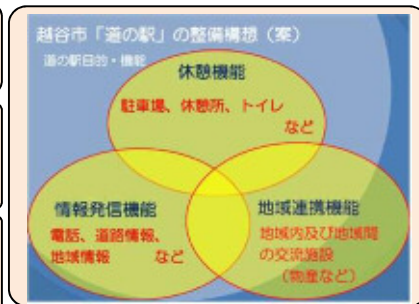 越谷市「道の駅」の整備構想（案）
道の駅目的・機能
休憩機能
駐車場、休憩所、トイレ
など
情報発信機能
電話、道路情報、
地域情報　など
地域連携機能
地域内及び地域間
の交流施設
（物産など）